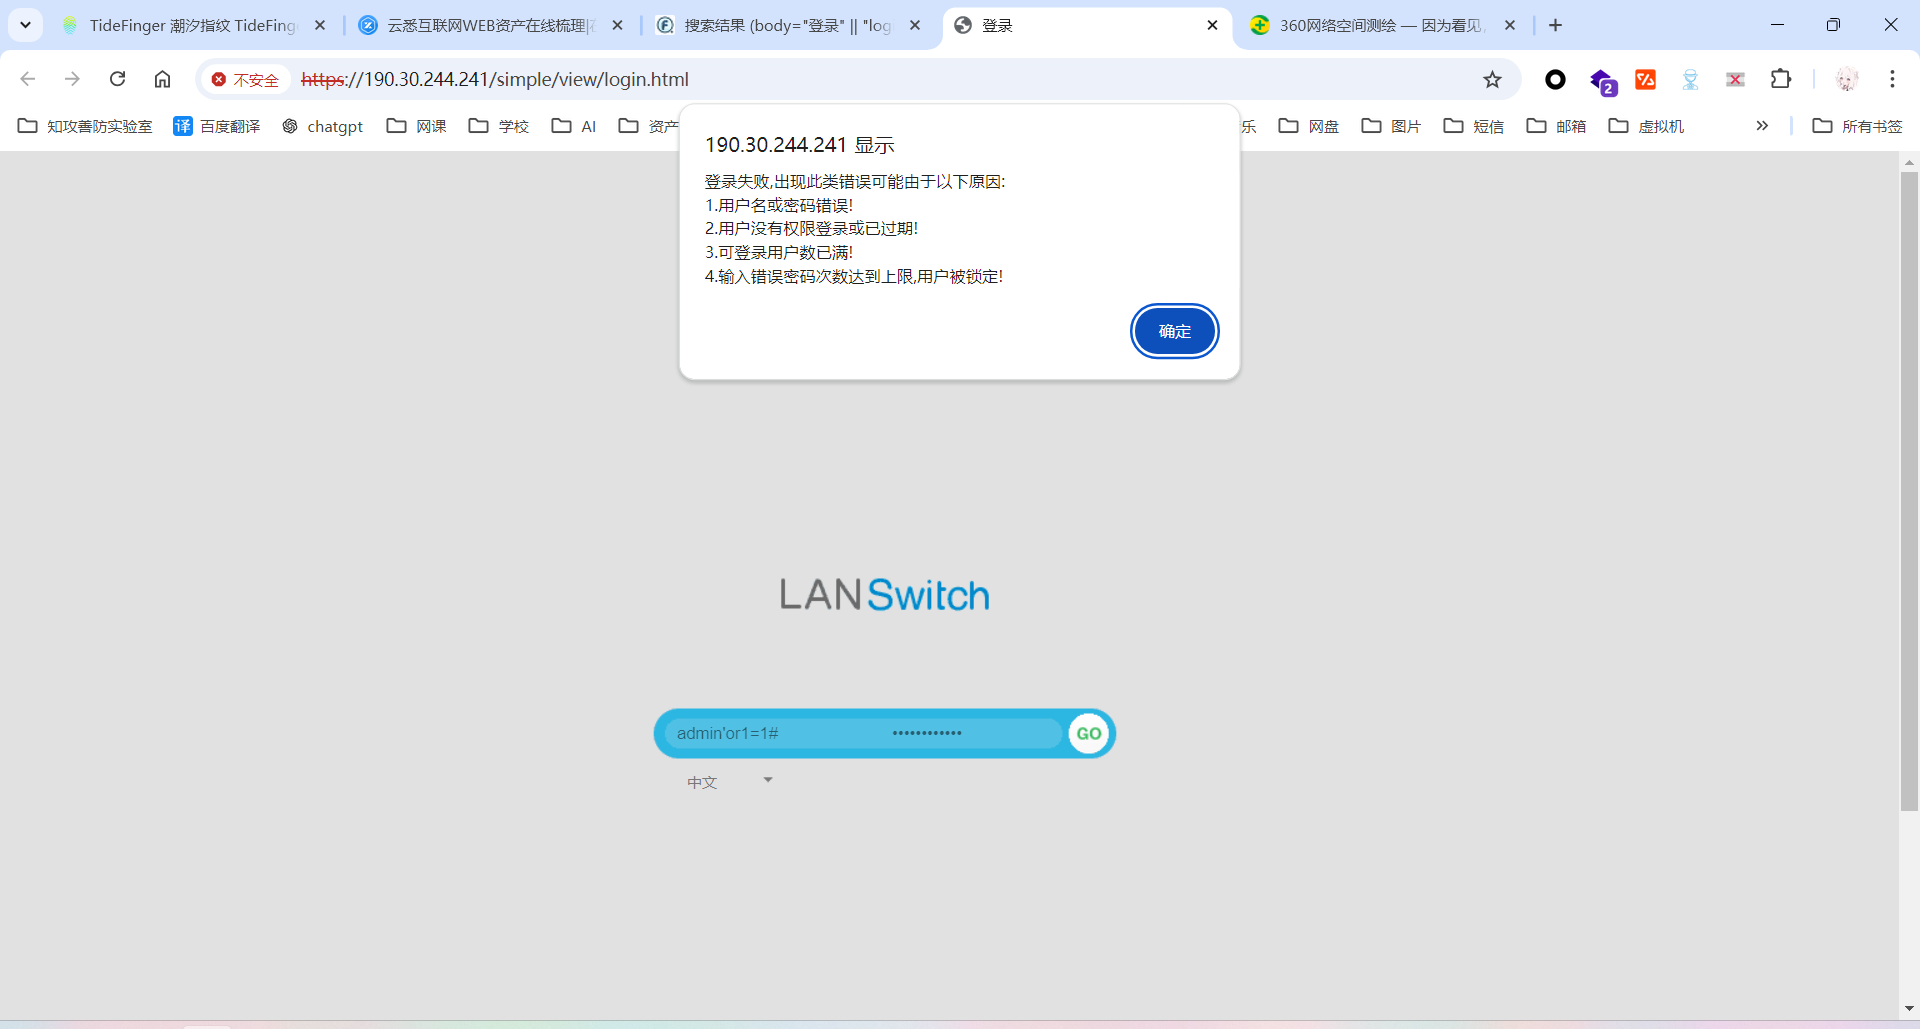 TideFinger 潮汐指纹 TideFing
云悉互联网WEB资产在线梳理|
搜索结果 (body="登录" || "log
登录
360网络空间测绘 — 因为看见,
不安全
https://190.30.244.241/simple/view/login.html
2
知攻善防实验室
译 百度翻译
chatgpt
网课
学校
AI
资产
乐
网盘
图片
短信
邮箱
虚拟机
»
所有书签
190.30.244.241 显示
登录失败,出现此类错误可能由于以下原因:
1.用户名或密码错误!
2.用户没有权限登录或已过期!
3.可登录用户数已满!
4.输入错误密码次数达到上限,用户被锁定!
确定
LANSwitch
admin'or1=1# •••••••••••• GO
中文